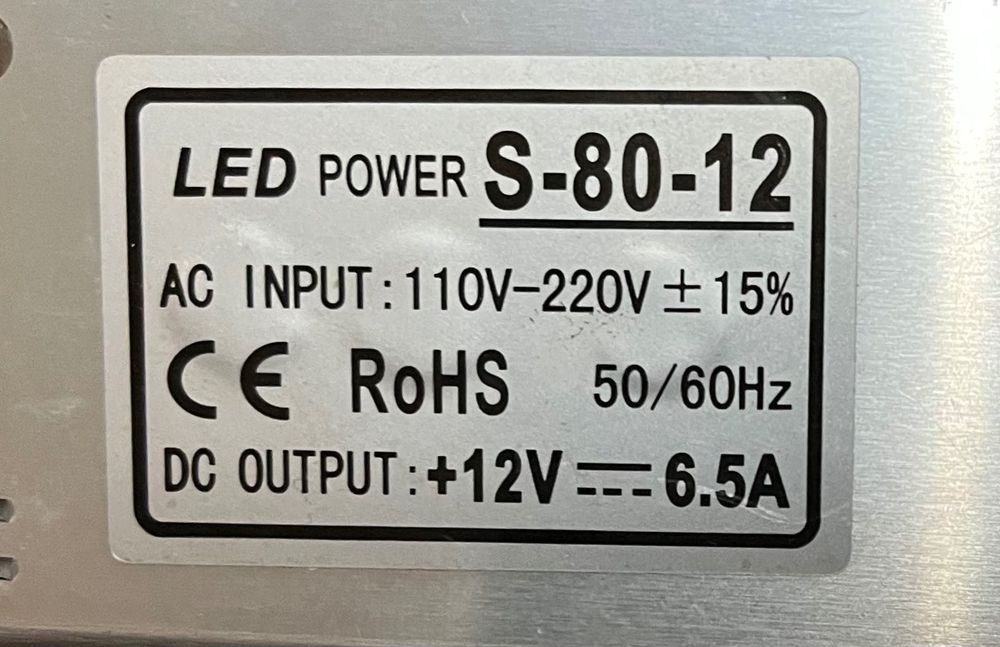 LED POWER S-80-12
AC INPUT: 110V-220V ± 15%
CE RoHS 50/60Hz
DC OUTPUT: +12V ⎓ 6.5A